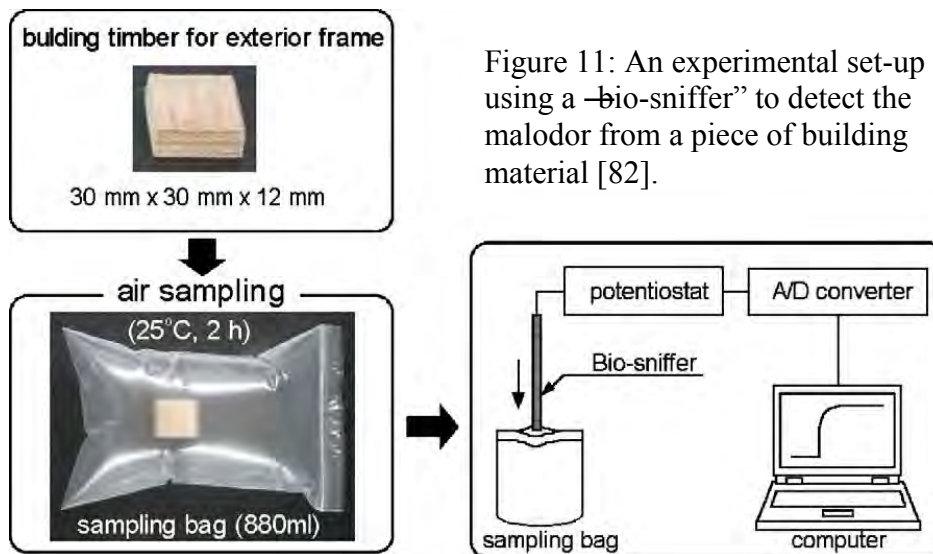 bulding timber for exterior frame
30 mm x 30 mm x 12 mm
Figure 11: An experimental set-up
using a ―bio-sniffer” to detect the
malodor from a piece of building
material [82].
air sampling
(25°C, 2 h)
sampling bag (880ml)
potentiostat
A/D converter
Bio-sniffer
sampling bag
computer